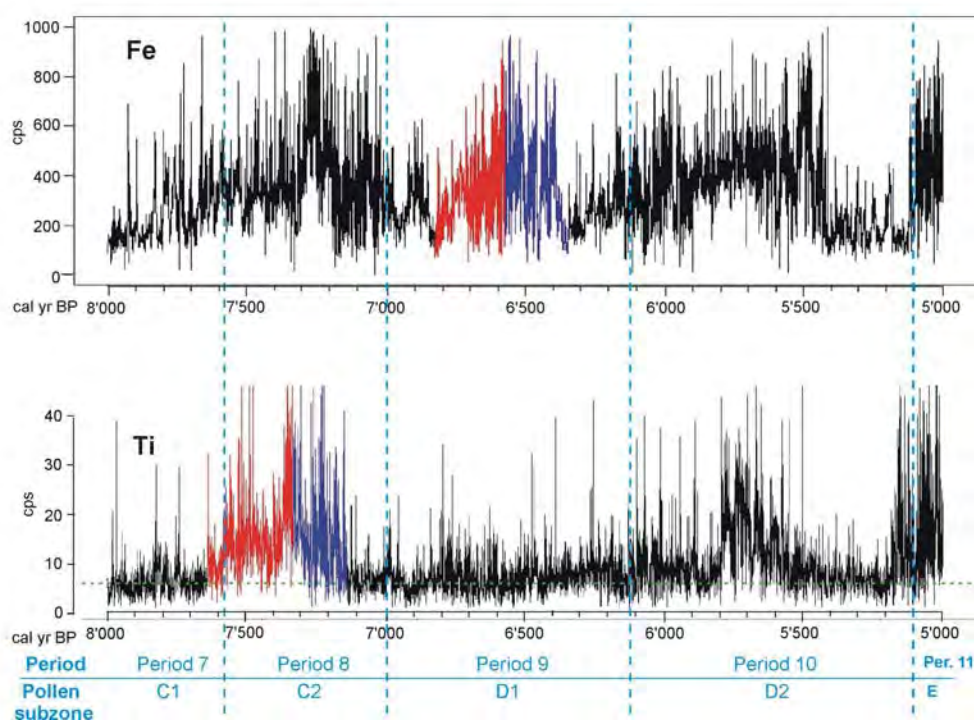 1000
Fe
800
600
cps
400
200
0
cal yr BP 8'000 7'500 7'000 6'500 6'000 5'500 5'000
40
Ti
30
cps
20
10
0
cal yr BP 8'000 7'500 7'000 6'500 6'000 5'500 5'000
Period Period 7 Period 8 Period 9 Period 10 Per. 11
Pollen subzone C1 C2 D1 D2 E